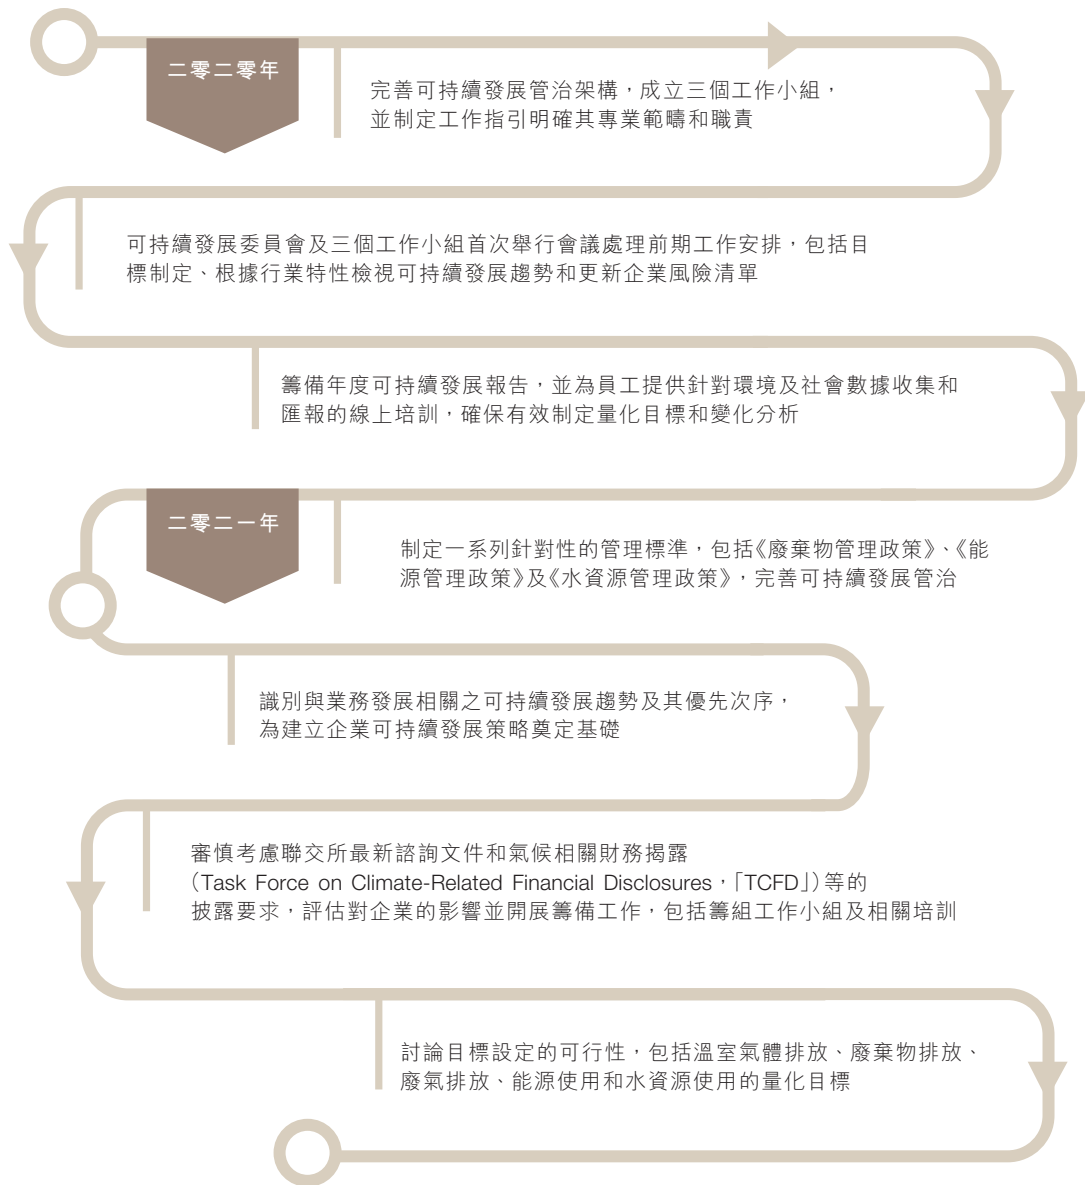 二零二零年
完善可持續發展管治架構，成立三個工作小組，
並制定工作指引明確其專業範疇和職責
可持續發展委員會及三個工作小組首次舉行會議處理前期工作安排，包括目
標制定、根據行業特性檢視可持續發展趨勢和更新企業風險清單
籌備年度可持續發展報告，並為員工提供針對環境及社會數據收集和
匯報的線上培訓，確保有效制定量化目標和變化分析
二零二一年
制定一系列針對性的管理標準，包括《廢棄物管理政策》、《能
源管理政策》及《水資源管理政策》，完善可持續發展管治
識別與業務發展相關之可持續發展趨勢及其優先次序，
為建立企業可持續發展策略奠定基礎
審慎考慮聯交所最新諮詢文件和氣候相關財務揭露
（Task Force on Climate-Related Financial Disclosures，「TCFD」）等的
披露要求，評估對企業的影響並開展籌備工作，包括籌組工作小組及相關培訓
討論目標設定的可行性，包括溫室氣體排放、廢棄物排放、
廢氣排放、能源使用和水資源使用的量化目標